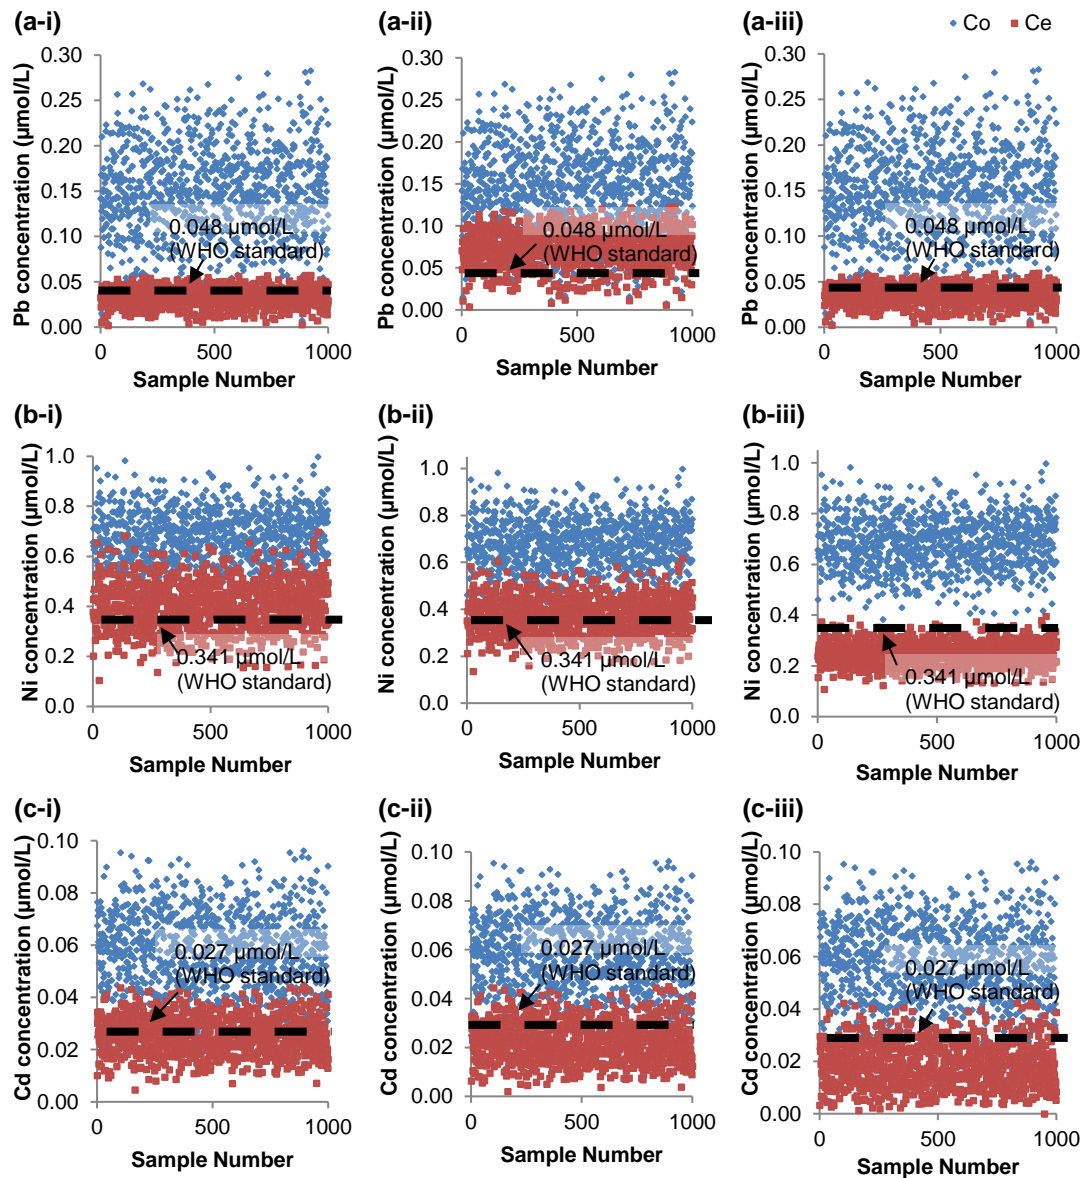 (a-i)
Pb concentration (µmol/L)
0.30
0.25
0.20
0.15
0.10
0.05
0.00
0.048 µmol/L
(WHO standard)
0
500
1000
Sample Number
(a-ii)
Pb concentration (µmol/L)
0.30
0.25
0.20
0.15
0.10
0.05
0.00
0.048 µmol/L
(WHO standard)
0
500
1000
Sample Number
(a-iii)
Co Ce
Pb concentration (µmol/L)
0.30
0.25
0.20
0.15
0.10
0.05
0.00
0.048 µmol/L
(WHO standard)
0
500
1000
Sample Number
(b-i)
Ni concentration (µmol/L)
1.0
0.8
0.6
0.4
0.2
0.0
0.341 µmol/L
(WHO standard)
0
500
1000
Sample Number
(b-ii)
Ni concentration (µmol/L)
1.0
0.8
0.6
0.4
0.2
0.0
0.341 µmol/L
(WHO standard)
0
500
1000
Sample Number
(b-iii)
Ni concentration (µmol/L)
1.0
0.8
0.6
0.4
0.2
0.0
0.341 µmol/L
(WHO standard)
0
500
1000
Sample Number
(c-i)
Cd concentration (µmol/L)
0.10
0.08
0.06
0.04
0.02
0.00
0.027 µmol/L
(WHO standard)
0
500
1000
Sample Number
(c-ii)
Cd concentration (µmol/L)
0.10
0.08
0.06
0.04
0.02
0.00
0.027 µmol/L
(WHO standard)
0
500
1000
Sample Number
(c-iii)
Cd concentration (µmol/L)
0.10
0.08
0.06
0.04
0.02
0.00
0.027 µmol/L
(WHO standard)
0
500
1000
Sample Number